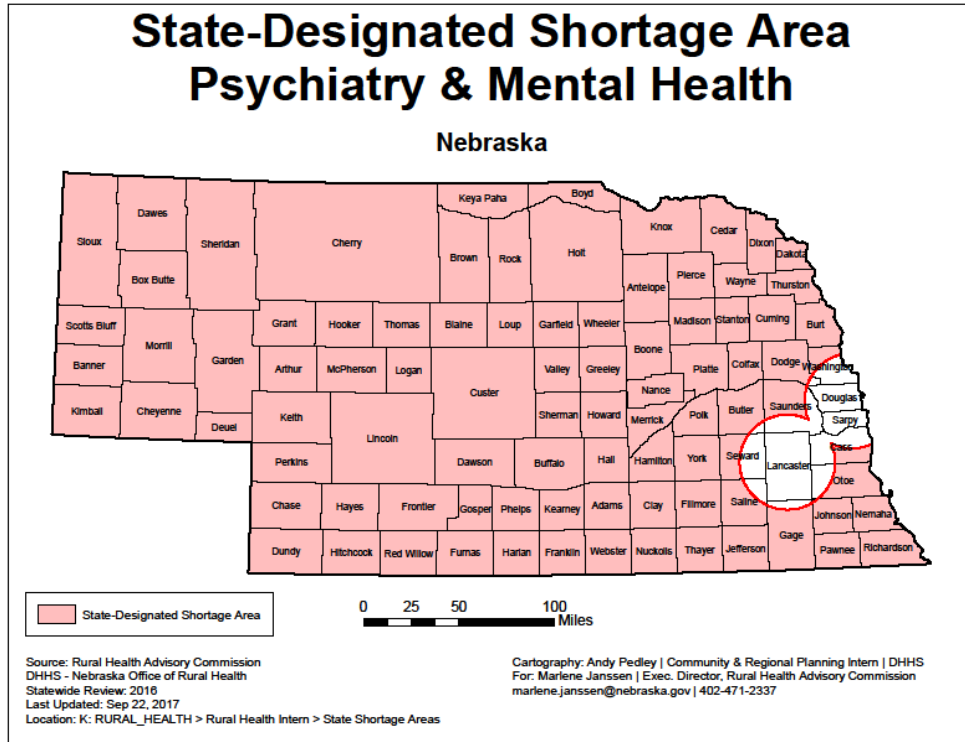 State-Designated Shortage Area
Psychiatry & Mental Health
Nebraska
Sioux
Dawes
Box Butte
Sheridan
Cherry
Keya Paha
Boyd
Brown
Rock
Holt
Knox
Cedar
Dixon
Dakota
Antelope
Pierce
Wayne
Thurston
Scotts Bluff
Banner
Kimball
Morrill
Cheyenne
Garden
Deuel
Grant
Hooker
Thomas
Blaine
Loup
Garfield
Wheeler
Madison
Stanton
Cuming
Burt
Arthur
McPherson
Logan
Custer
Valley
Greeley
Boone
Nance
Platte
Colfax
Dodge
Washington
Douglas
Sarpy
Keith
Lincoln
Sherman
Howard
Merrick
Polk
Butler
Saunders
Cass
Perkins
Dawson
Buffalo
Hall
Hamilton
York
Seward
Lancaster
Otoe
Chase
Hayes
Frontier
Gosper
Phelps
Kearney
Adams
Clay
Fillmore
Saline
Gage
Johnson
Nemaha
Dundy
Hitchcock
Red Willow
Furnas
Harlan
Franklin
Webster
Nuckolls
Thayer
Jefferson
Pawnee
Richardson
State-Designated Shortage Area
0 25 50 100
Miles
Source: Rural Health Advisory Commission
DHHS - Nebraska Office of Rural Health
Statewide Review: 2016
Last Updated: Sep 22, 2017
Location: K: RURAL_HEALTH > Rural Health Intern > State Shortage Areas
Cartography: Andy Pedley | Community & Regional Planning Intern | DHHS
For: Marlene Janssen | Exec. Director, Rural Health Advisory Commission
marlene.janssen@nebraska.gov | 402-471-2337